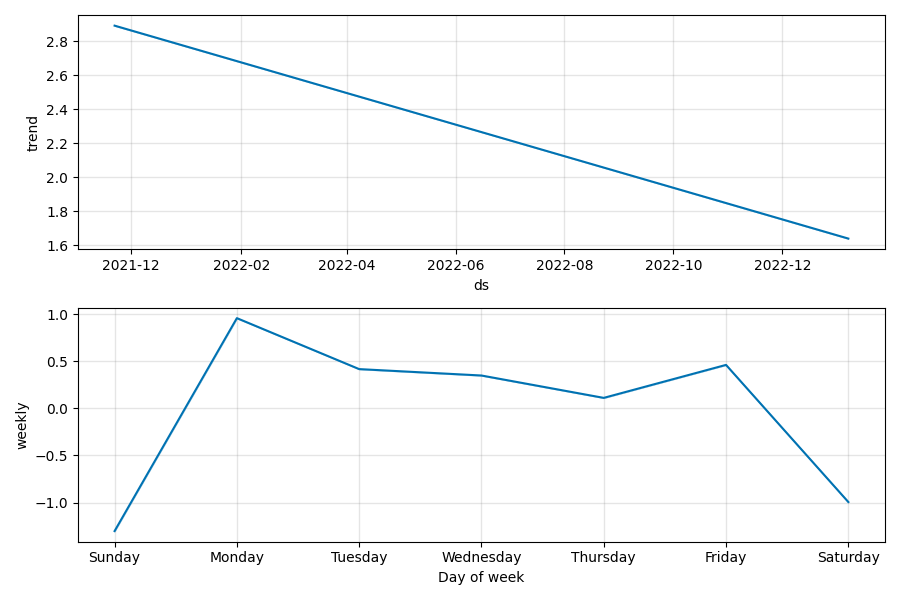 trend
2.8
2.6
2.4
2.2
2.0
1.8
1.6
2021-12 2022-02 2022-04 2022-06 2022-08 2022-10 2022-12
ds
weekly
1.0
0.5
0.0
−0.5
−1.0
Sunday Monday Tuesday Wednesday Thursday Friday Saturday
Day of week